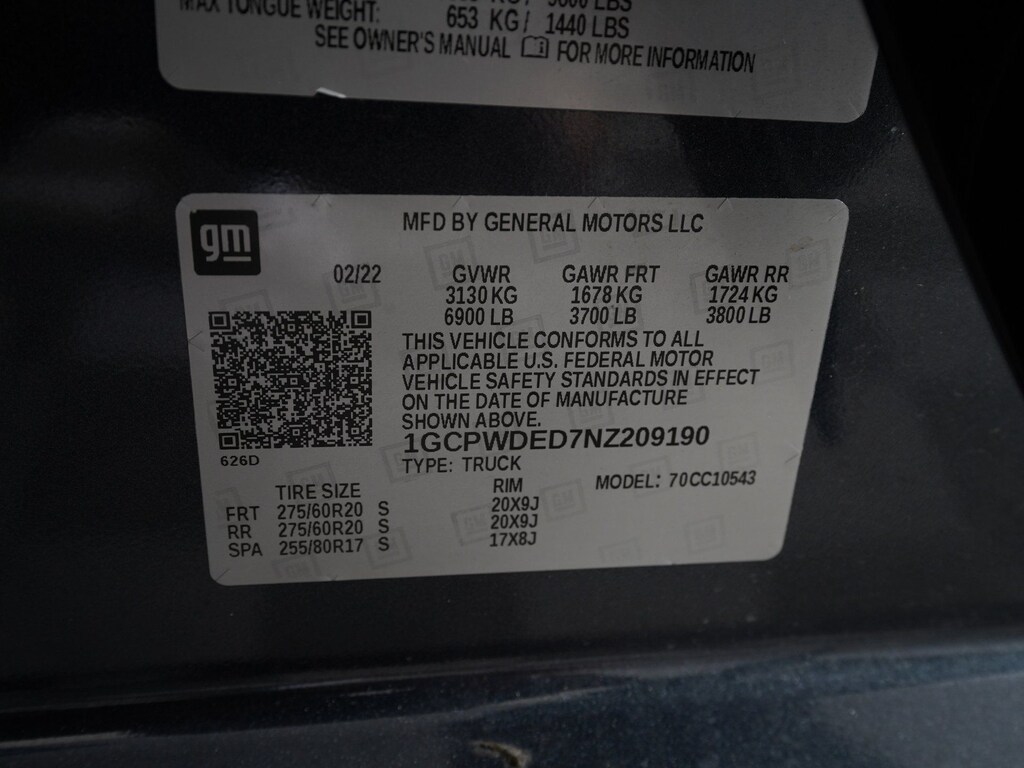 MAX TONGUE WEIGHT:
653 KG / 1440 LBS
SEE OWNER'S MANUAL FOR MORE INFORMATION
gm
MFD BY GENERAL MOTORS LLC
02/22 GVWR GAWR FRT GAWR RR
3130 KG 1678 KG 1724 KG
6900 LB 3700 LB 3800 LB
THIS VEHICLE CONFORMS TO ALL
APPLICABLE U.S. FEDERAL MOTOR
VEHICLE SAFETY STANDARDS IN EFFECT
ON THE DATE OF MANUFACTURE
SHOWN ABOVE.
1GCPWDED7NZ209190
626D
TYPE: TRUCK
MODEL: 70CC10543
TIRE SIZE RIM
FRT 275/60R20 S 20X9J
RR 275/60R20 S 20X9J
SPA 255/80R17 S 17X8J